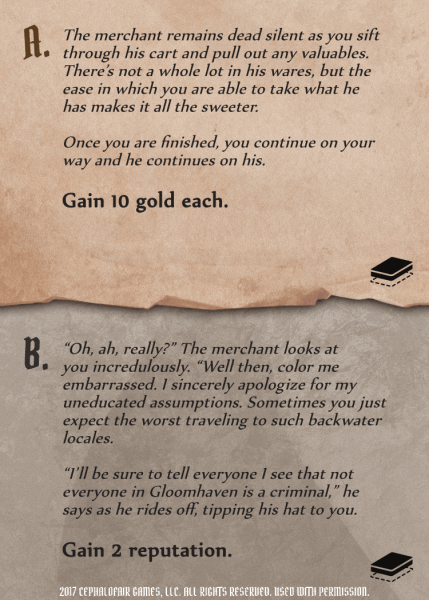 A.
The merchant remains dead silent as you sift
through his cart and pull out any valuables.
There's not a whole lot in his wares, but the
ease in which you are able to take what he
has makes it all the sweeter.
Once you are finished, you continue on your
way and he continues on his.
Gain 10 gold each.
B.
“Oh, ah, really?” The merchant looks at
you incredulously. “Well then, color me
embarrassed. I sincerely apologize for my
uneducated assumptions. Sometimes you just
expect the worst traveling to such backwater
locales.
“I'll be sure to tell everyone I see that not
everyone in Gloomhaven is a criminal,” he
says as he rides off, tipping his hat to you.
Gain 2 reputation.
2017 CEPHALOFAIR GAMES, LLC. ALL RIGHTS RESERVED. USED WITH PERMISSION.